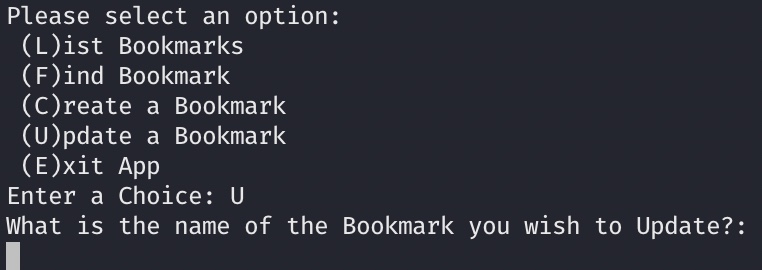 Please select an option:
(L)ist Bookmarks
(F)ind Bookmark
(C)reate a Bookmark
(U)pdate a Bookmark
(E)xit App
Enter a Choice: U
What is the name of the Bookmark you wish to Update?: